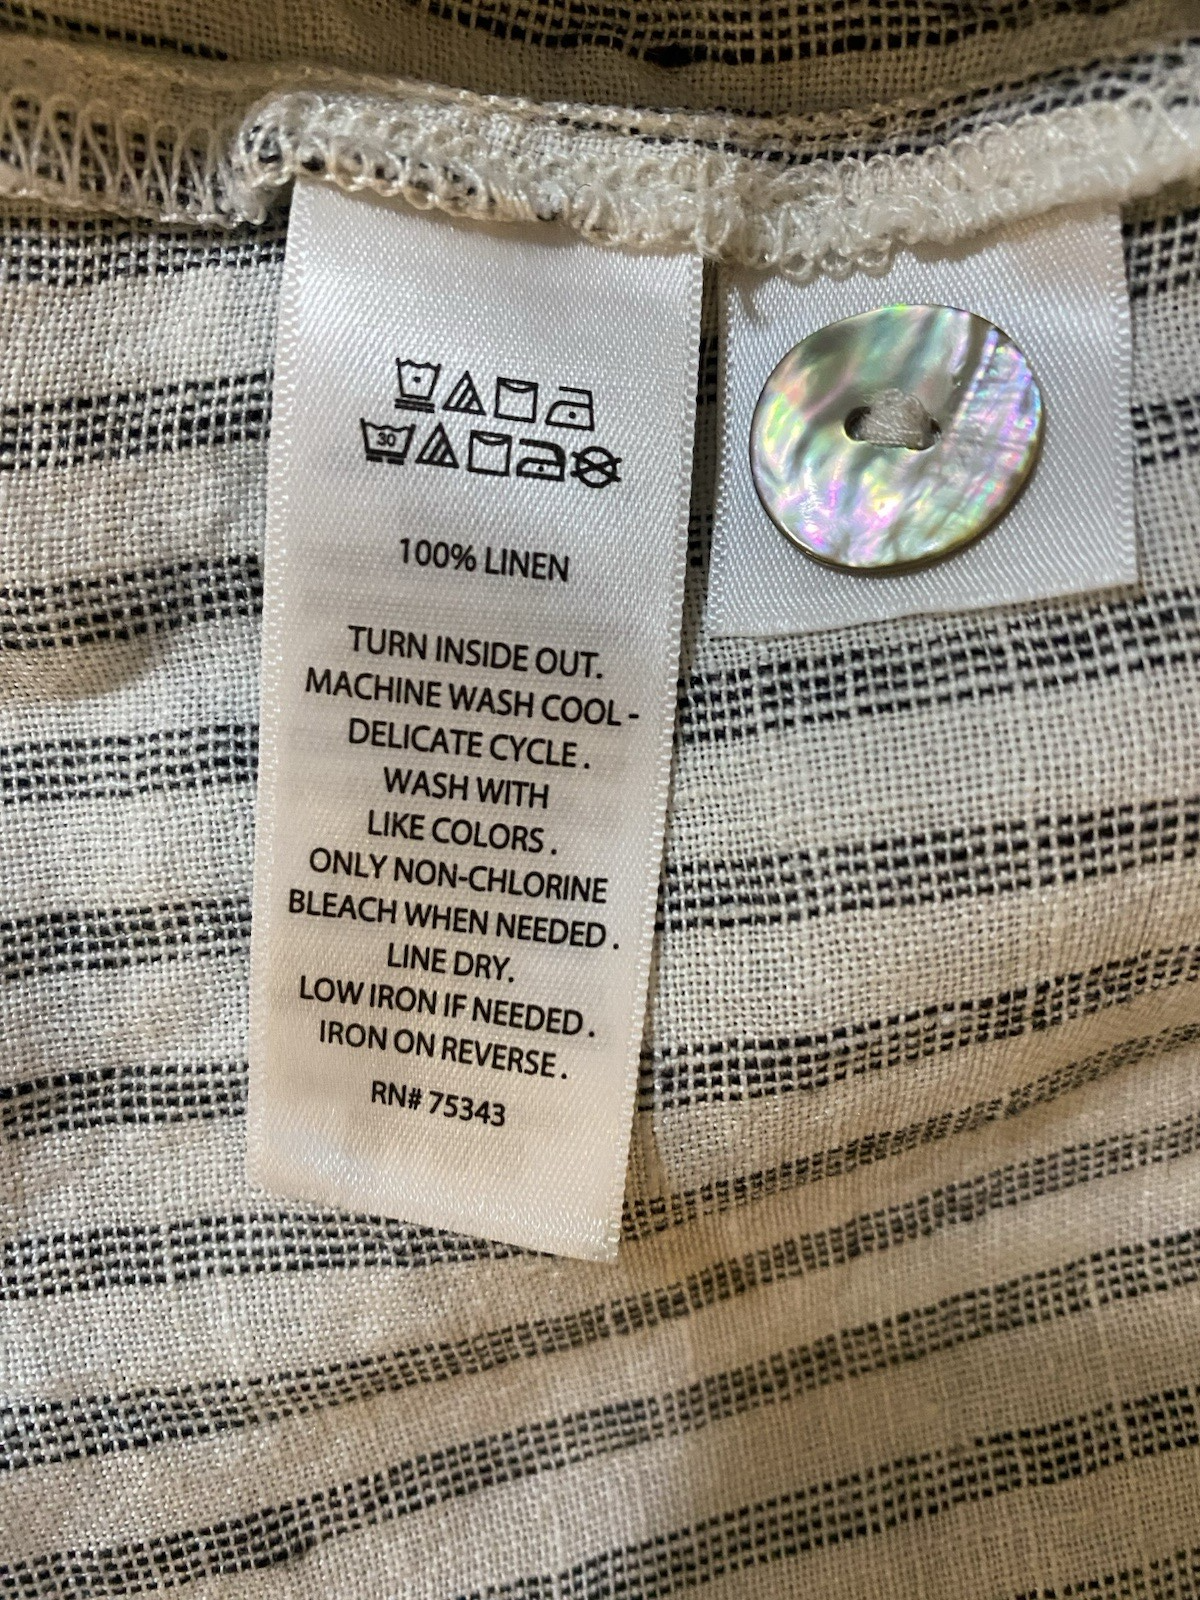 30
100% LINEN
TURN INSIDE OUT.
MACHINE WASH COOL -
DELICATE CYCLE .
WASH WITH
LIKE COLORS .
ONLY NON-CHLORINE
BLEACH WHEN NEEDED .
LINE DRY.
LOW IRON IF NEEDED .
IRON ON REVERSE .
RN# 75343